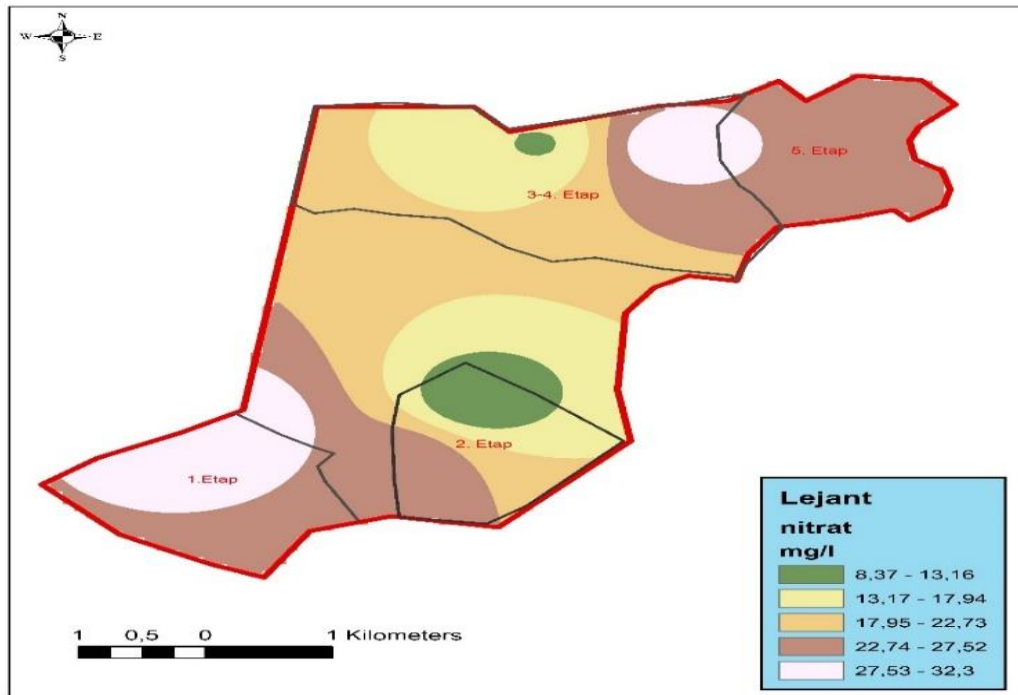 N
W E
S
5. Etap
3-4. Etap
2. Etap
1.Etap
Lejant
nitrat
mg/l
8,37 - 13,16
13,17 - 17,94
17,95 - 22,73
22,74 - 27,52
27,53 - 32,3
1 0,5 0 1 Kilometers